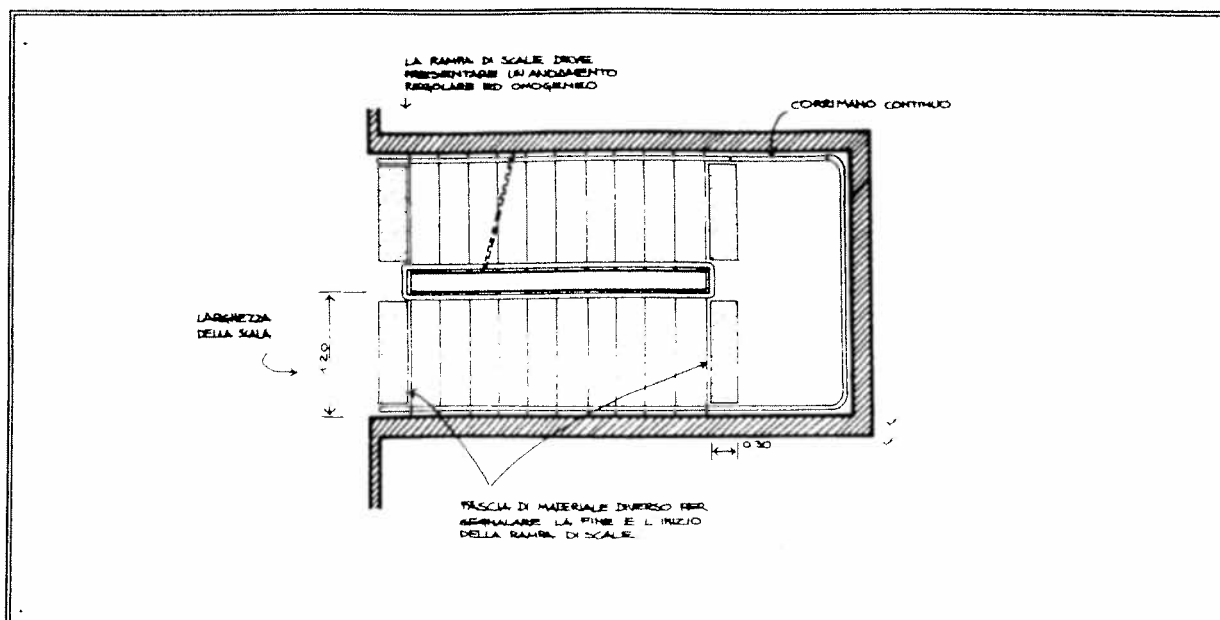 LA RAMPA DI SCALE DEVE
PRESENTARE UN ANDAMENTO
REGOLARE ED OMOGENEO
CORRIMANO CONTINUO
LARGHEZZA
DELLA SCALA
1.20
0.30
FASCIA DI MATERIALE DIVERSO PER
SEGNALARE LA FINE E L'INIZIO
DELLA RAMPA DI SCALE